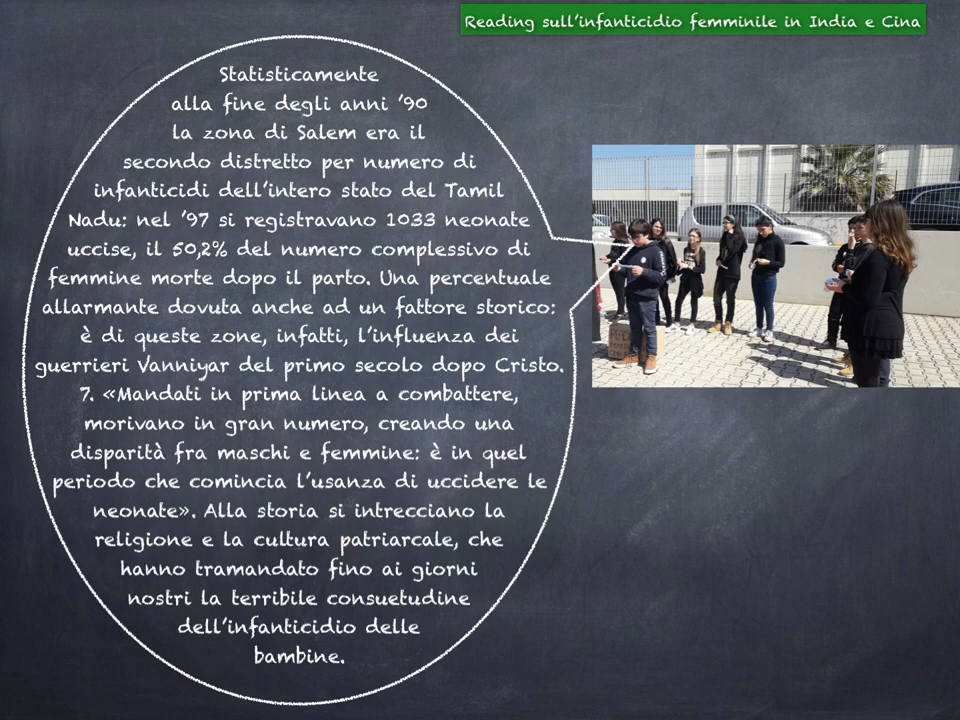 Reading sull'infanticidio femminile in India e Cina
Statisticamente
alla fine degli anni '90
la zona di Salem era il
secondo distretto per numero di
infanticidi dell'intero stato del Tamil
Nadu: nel '97 si registravano 1033 neonate
uccise, il 50,2% del numero complessivo di
femmine morte dopo il parto. Una percentuale
allarmante dovuta anche ad un fattore storico:
è di queste zone, infatti, l'influenza dei
guerrieri Vanniyar del primo secolo dopo Cristo.
7. «Mandati in prima linea a combattere,
morivano in gran numero, creando una
disparità fra maschi e femmine: è in quel
periodo che comincia l'usanza di uccidere le
neonate». Alla storia si intrecciano la
religione e la cultura patriarcale, che
hanno tramandato fino ai giorni
nostri la terribile consuetudine
dell'infanticidio delle
bambine.